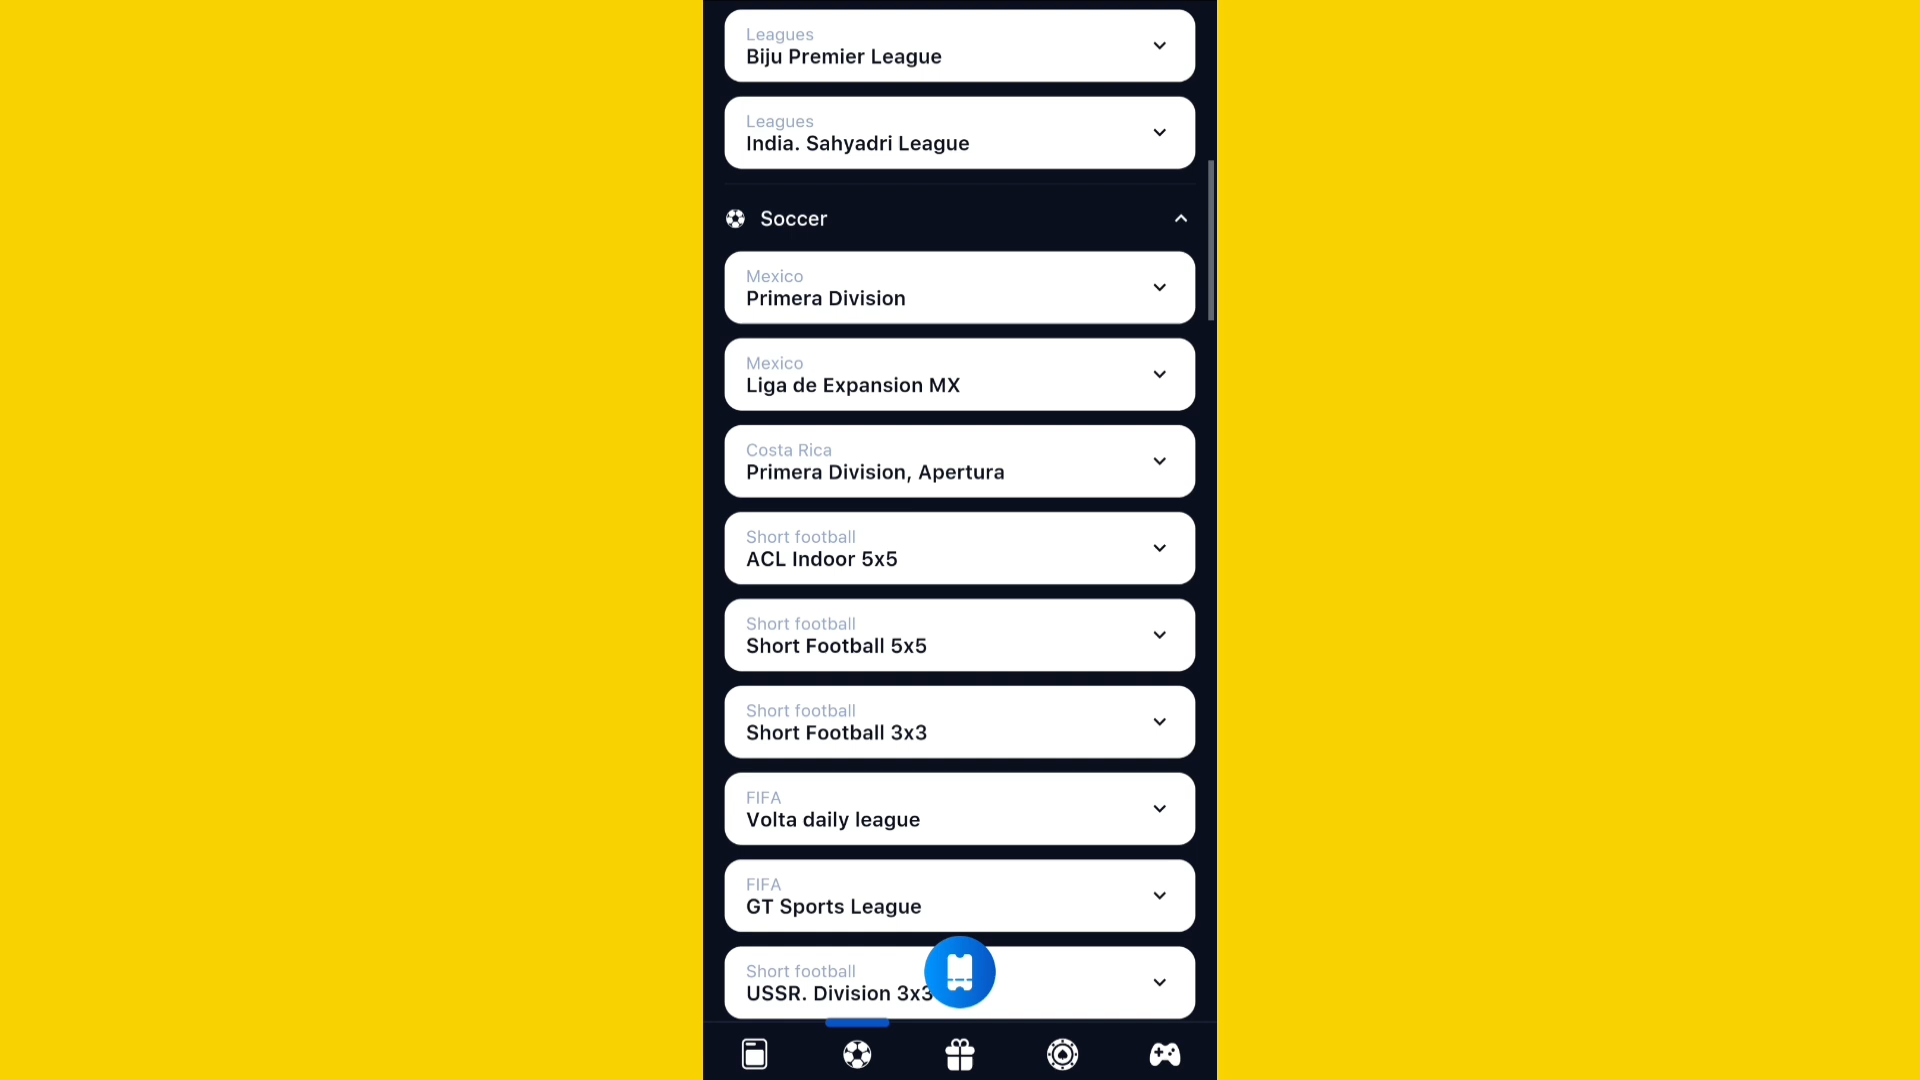 Leagues
Biju Premier League
Leagues
India. Sahyadri League
Soccer
Mexico
Primera Division
Mexico
Liga de Expansion MX
Costa Rica
Primera Division, Apertura
Short football
ACL Indoor 5x5
Short football
Short Football 5x5
Short football
Short Football 3x3
FIFA
Volta daily league
FIFA
GT Sports League
Short football
USSR. Division 3x3